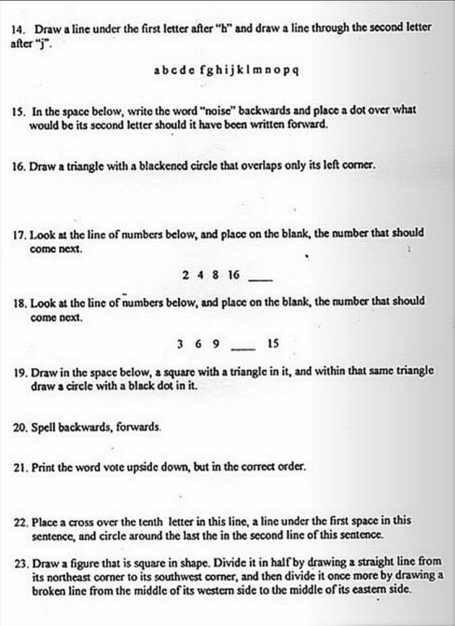 14. Draw a line under the first letter after “h” and draw a line through the second letter
after “j”.
a b c d e f g h i j k l m n o p q
15. In the space below, write the word “noise” backwards and place a dot over what
would be its second letter should it have been written forward.
16. Draw a triangle with a blackened circle that overlaps only its left corner.
17. Look at the line of numbers below, and place on the blank, the number that should
come next.
2 4 8 16 ____
18. Look at the line of numbers below, and place on the blank, the number that should
come next.
3 6 9 ____ 15
19. Draw in the space below, a square with a triangle in it, and within that same triangle
draw a circle with a black dot in it.
20. Spell backwards, forwards.
21. Print the word vote upside down, but in the correct order.
22. Place a cross over the tenth letter in this line, a line under the first space in this
sentence, and circle around the last the in the second line of this sentence.
23. Draw a figure that is square in shape. Divide it in half by drawing a straight line from
its northeast corner to its southwest corner, and then divide it once more by drawing a
broken line from the middle of its western side to the middle of its eastern side.